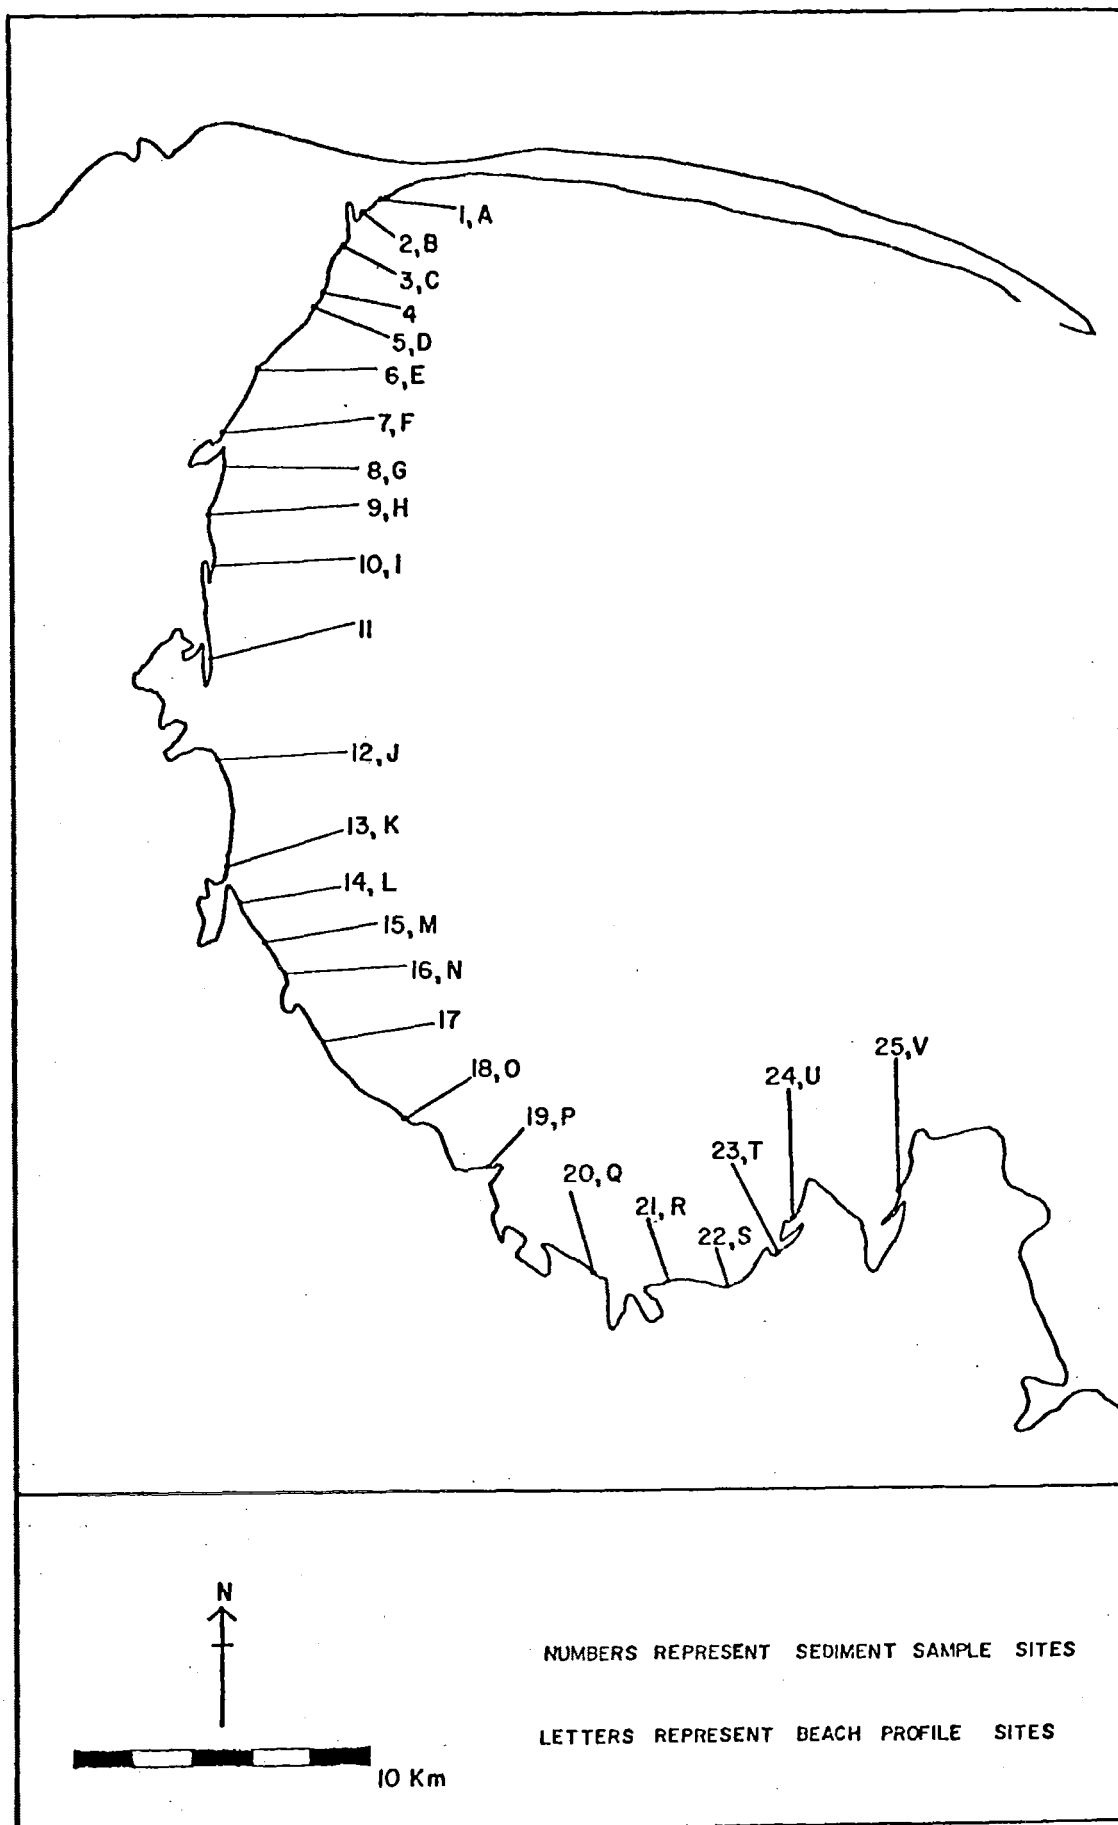 1, A
2, B
3, C
4
5, D
6, E
7, F
8, G
9, H
10, I
11
12, J
13, K
14, L
15, M
16, N
17
18, O
19, P
20, Q
21, R
22, S
23, T
24, U
25, V
N
NUMBERS REPRESENT SEDIMENT SAMPLE SITES
LETTERS REPRESENT BEACH PROFILE SITES
10 Km